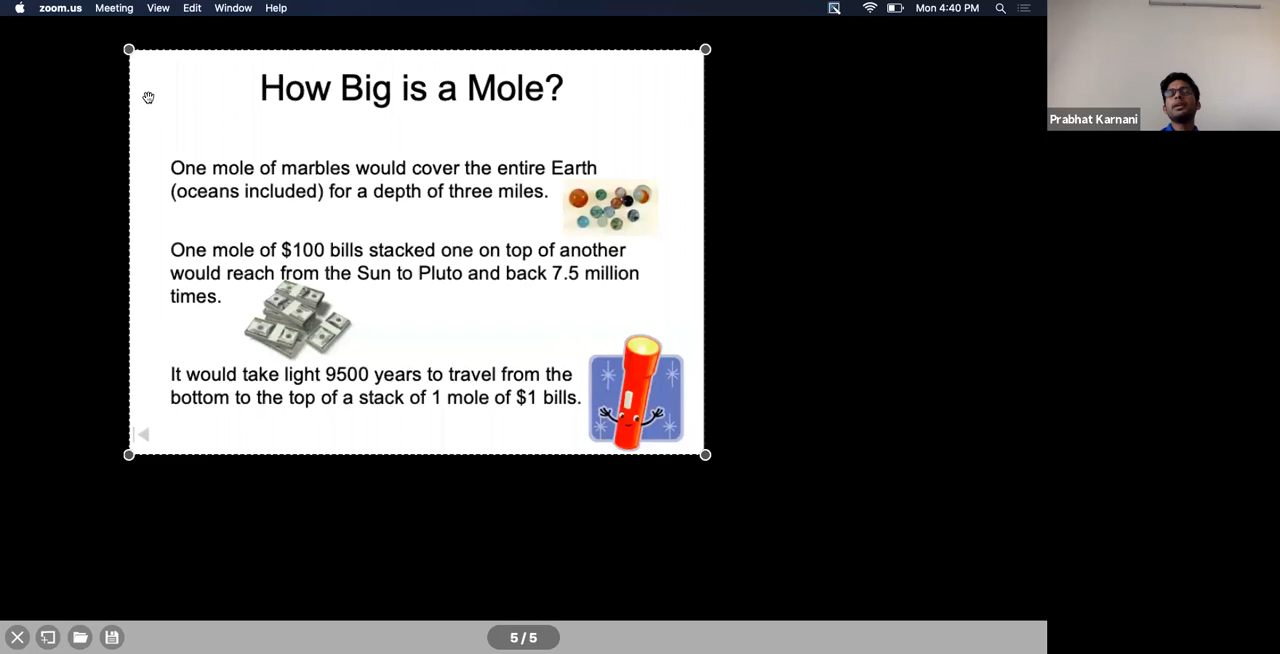 zoom.us Meeting View Edit Window Help Mon 4:40 PM
How Big is a Mole?
One mole of marbles would cover the entire Earth
(oceans included) for a depth of three miles.
One mole of $100 bills stacked one on top of another
would reach from the Sun to Pluto and back 7.5 million
times.
It would take light 9500 years to travel from the
bottom to the top of a stack of 1 mole of $1 bills.
Prabhat Karnani
5 / 5